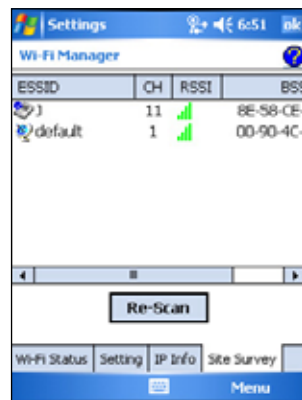 Settings 6:51 ok
Wi-Fi Manager
ESSID CH RSSI BSS
J 11 8E-58-CE-
default 1 00-90-4C-
Re-Scan
Wi-Fi Status Setting IP Info Site Survey
Menu